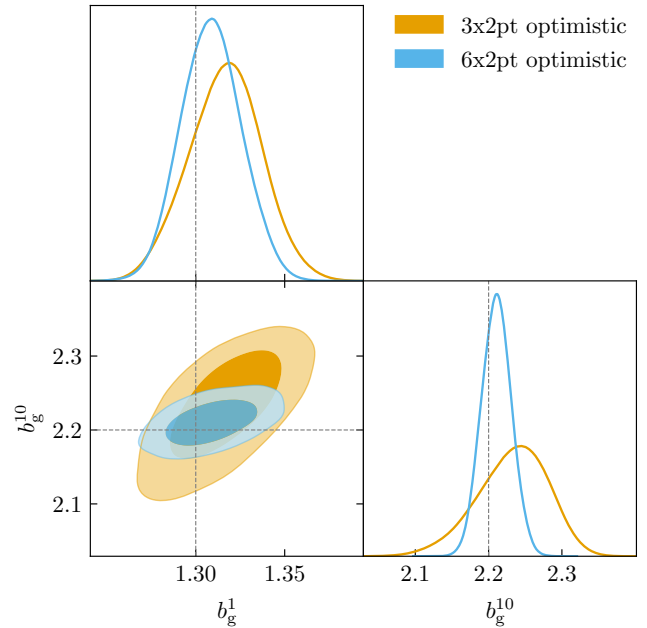 3x2pt optimistic
6x2pt optimistic
2.3
2.2
2.1
b_g^10
1.30 1.35
2.1 2.2 2.3
b_g^1
b_g^10